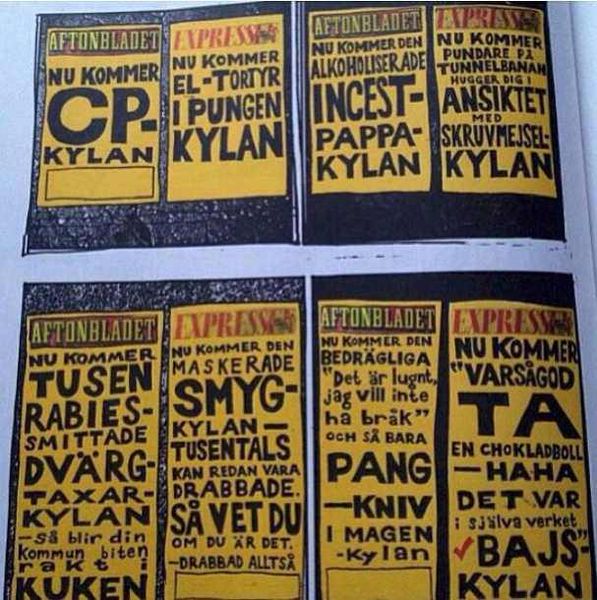 AFTONBLADET
NU KOMMER
CP-
KYLAN
EXPRESSEN
NU KOMMER
EL-TORTYR
I PUNGEN
KYLAN
AFTONBLADET
NU KOMMER DEN
ALKOHOLISERADE
INCEST-
PAPPA-
KYLAN
EXPRESSEN
NU KOMMER
PUNDARE PÅ
TUNNELBANAN
HUGGER DIG I
ANSIKTET
MED
SKRUVMEJSEL-
KYLAN
AFTONBLADET
NU KOMMER
TUSEN
RABIES-
SMITTADE
DVÄRG-
TAXAR-
KYLAN
—så blir din
kommun biten
rakt i
KUKEN
EXPRESSEN
NU KOMMER DEN
MASKERADE
SMYG-
KYLAN—
TUSENTALS
KAN REDAN VARA
DRABBADE.
SÅ VET DU
OM DU ÄR DET.
—DRABBAD ALLTSÅ
AFTONBLADET
NU KOMMER DEN
BEDRÄGLIGA
"Det är lugnt,
jag vill inte
ha bråk"
OCH SÅ BARA
PANG
—KNIV
I MAGEN
-Kylan
EXPRESSEN
NU KOMMER
"VARSÅGOD
TA
EN CHOKLADBOLL
—HAHA
DET VAR
i själva verket
BAJS"-
KYLAN